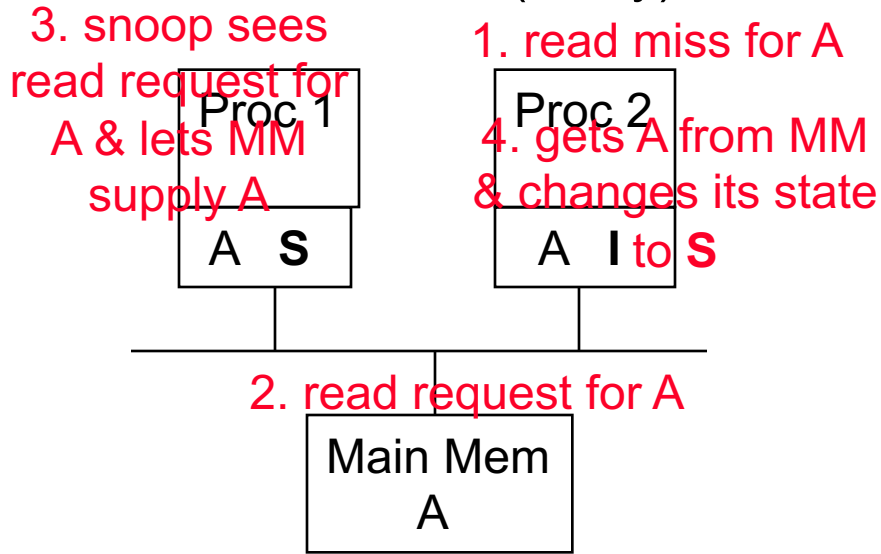 3. snoop sees
read request for
A & lets MM
supply A
1. read miss for A
4. gets A from MM
& changes its state
to S
Proc 1
Proc 2
A S
A I
2. read request for A
Main Mem
A